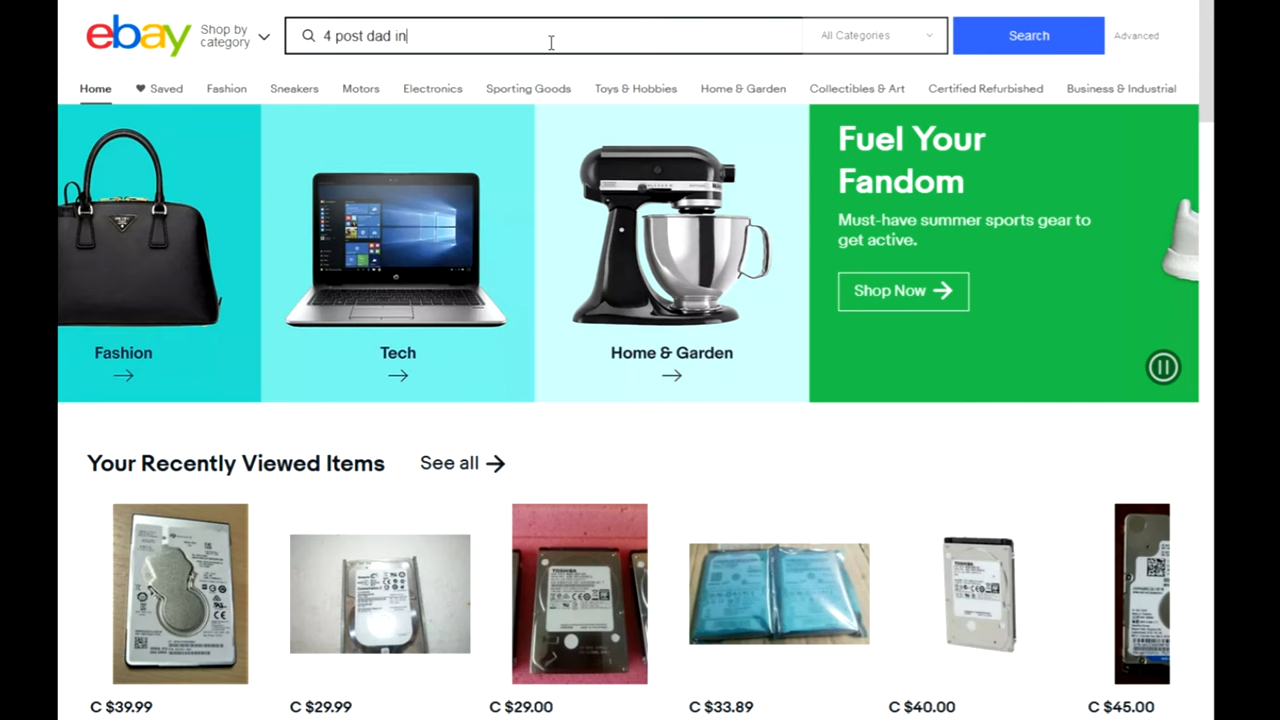 ebay
Shop by
category
4 post dad in
All Categories
Search
Advanced
Home
Saved
Fashion
Sneakers
Motors
Electronics
Sporting Goods
Toys & Hobbies
Home & Garden
Collectibles & Art
Certified Refurbished
Business & Industrial
Fashion
Tech
Home & Garden
Fuel Your
Fandom
Must-have summer sports gear to
get active.
Shop Now
Your Recently Viewed Items
See all
TOSHIBA
TOSHIBA
C $39.99
C $29.99
C $29.00
C $33.89
C $40.00
C $45.00